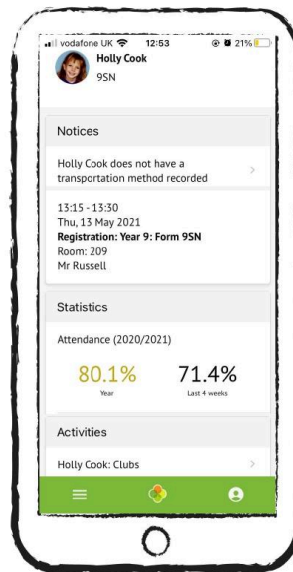 vodafone UK 12:53 21%
Holly Cook
9SN
Notices
Holly Cook does not have a
transportation method recorded
13:15 - 13:30
Thu, 13 May 2021
Registration: Year 9: Form 9SN
Room: 209
Mr Russell
Statistics
Attendance (2020/2021)
80.1% 71.4%
Year Last 4 weeks
Activities
Holly Cook: Clubs